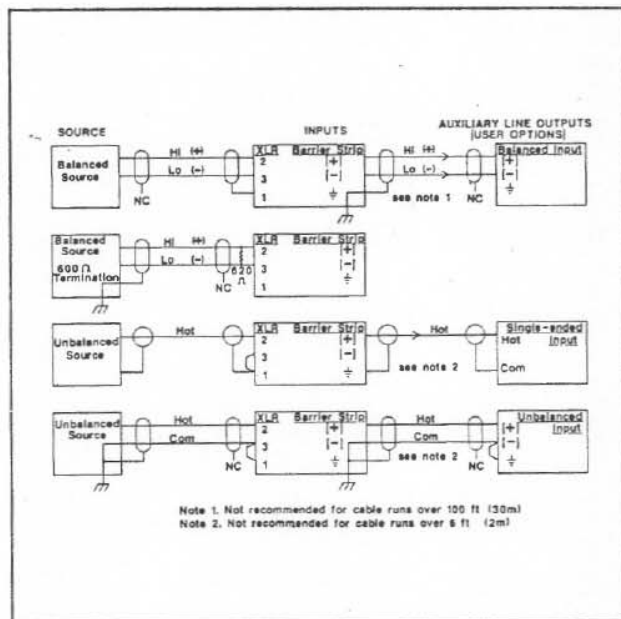 SOURCE
INPUTS
AUXILIARY LINE OUTPUTS
(USER OPTIONS)
Balanced Source
NC
Hi (+)
Lo (-)
XLR Barrier Strip
2 [+]
3 [-]
1
Hi (+)
Lo (-)
see note 1
NC
Balanced Input
[+]
[-]
Balanced Source
600 Ω Termination
Hi (+)
Lo (-)
NC
620 Ω
XLR Barrier Strip
2
3
1
Unbalanced Source
Hot
XLR Barrier Strip
2 [+]
3 [-]
1
Hot
see note 2
Single-ended Input
Hot
Com
Unbalanced Source
Hot
Com
NC
XLR Barrier Strip
2 [+]
3 [-]
1
Hot
Com
see note 2
NC
Unbalanced Input
[+]
[-]
Note 1. Not recommended for cable runs over 100 ft (30m)
Note 2. Not recommended for cable runs over 6 ft (2m)